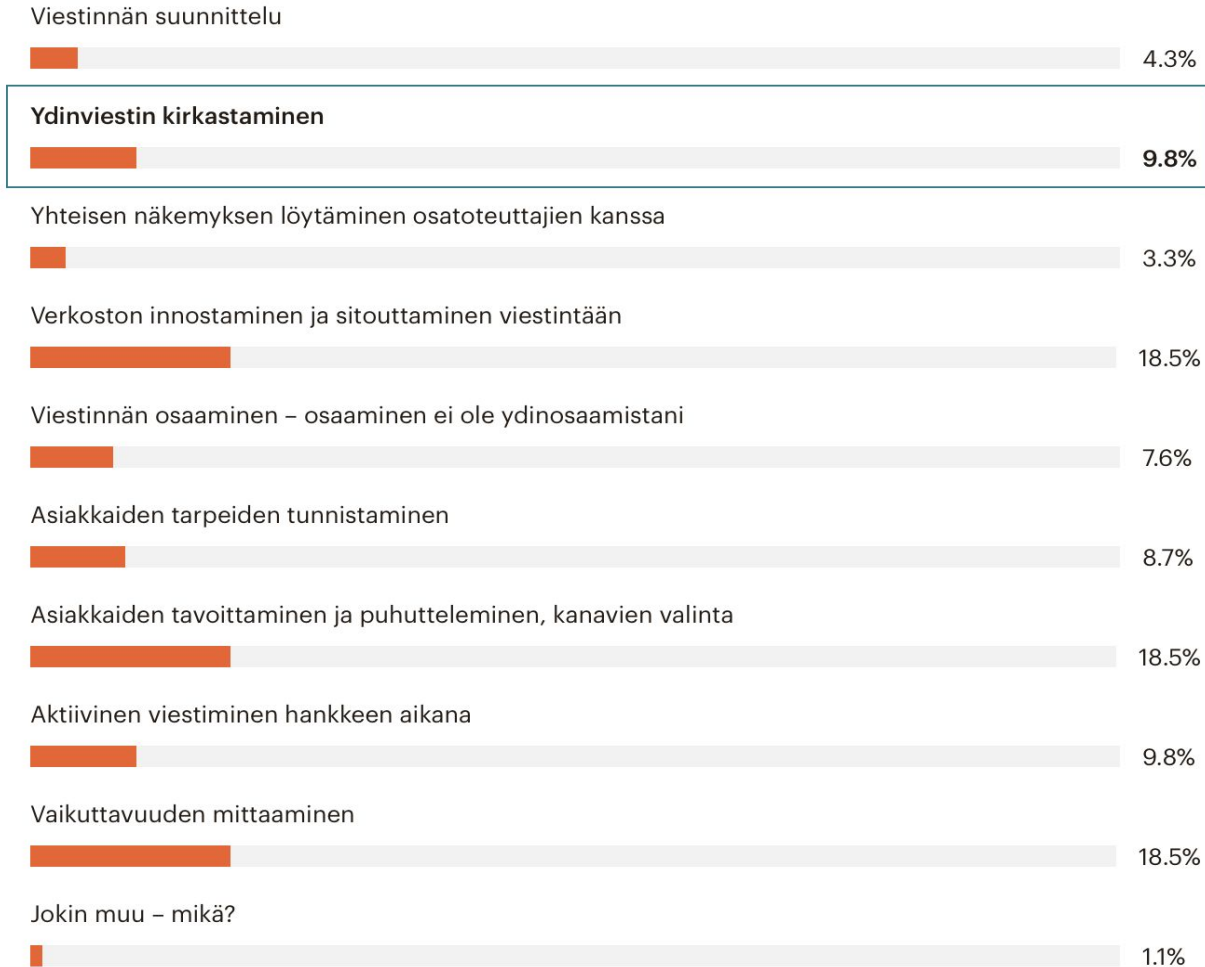 Viestinnän suunnittelu
4.3%
Ydinviestin kirkastaminen
9.8%
Yhteisen näkemyksen löytäminen osatoteuttajien kanssa
3.3%
Verkoston innostaminen ja sitouttaminen viestintään
18.5%
Viestinnän osaaminen – osaaminen ei ole ydinosaamistani
7.6%
Asiakkaiden tarpeiden tunnistaminen
8.7%
Asiakkaiden tavoittaminen ja puhutteleminen, kanavien valinta
18.5%
Aktiivinen viestiminen hankkeen aikana
9.8%
Vaikuttavuuden mittaaminen
18.5%
Jokin muu – mikä?
1.1%